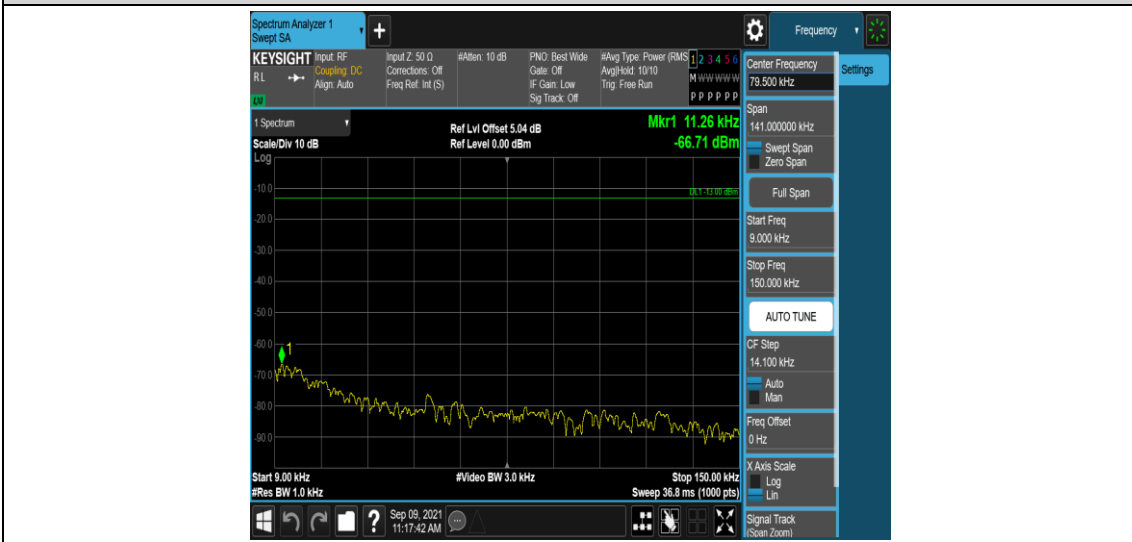 Spectrum Analyzer 1
Swept SA
+
Frequency
KEYSIGHT
RL
LXI
Input: RF
Coupling: DC
Align: Auto
Input Z: 50 Ω
Corrections: Off
Freq Ref: Int (S)
#Atten: 10 dB
PNO: Best Wide
Gate: Off
IF Gain: Low
Sig Track: Off
#Avg Type: Power (RMS
Avg|Hold: 10/10
Trig: Free Run
1 2 3 4 5 6
M W W W W W
P P P P P P
1 Spectrum
Scale/Div 10 dB
Log
Ref Lvl Offset 5.04 dB
Ref Level 0.00 dBm
Mkr1 11.26 kHz
-66.71 dBm
DL1 -13.00 dBm
-10.0
-20.0
-30.0
-40.0
-50.0
-60.0
-70.0
-80.0
-90.0
1
Start 9.00 kHz
#Res BW 1.0 kHz
#Video BW 3.0 kHz
Stop 150.00 kHz
Sweep 36.8 ms (1000 pts)
?
Sep 09, 2021
11:17:42 AM
Center Frequency
79.500 kHz
Settings
Span
141.000000 kHz
Swept Span
Zero Span
Full Span
Start Freq
9.000 kHz
Stop Freq
150.000 kHz
AUTO TUNE
CF Step
14.100 kHz
Auto
Man
Freq Offset
0 Hz
X Axis Scale
Log
Lin
Signal Track
(Span Zoom)